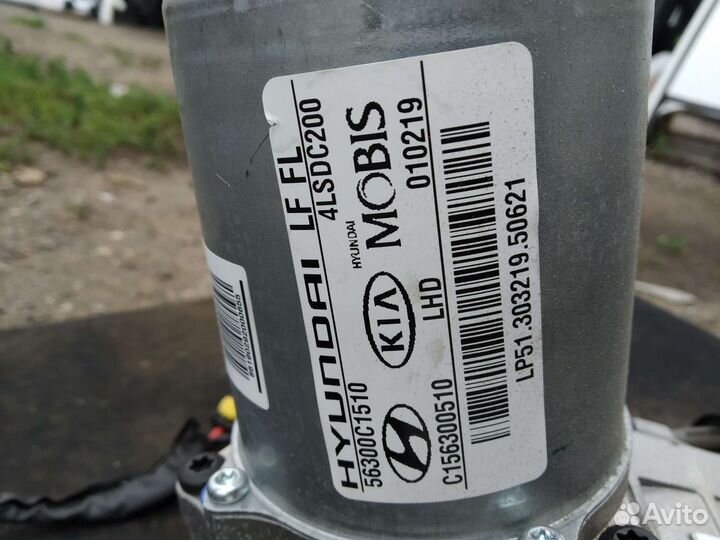 HYUNDAI LF FL
56300C1510 4LSDC200
KIA HYUNDAI MOBIS
LHD 010219
C156300510
LP51.303219.50621
Avito